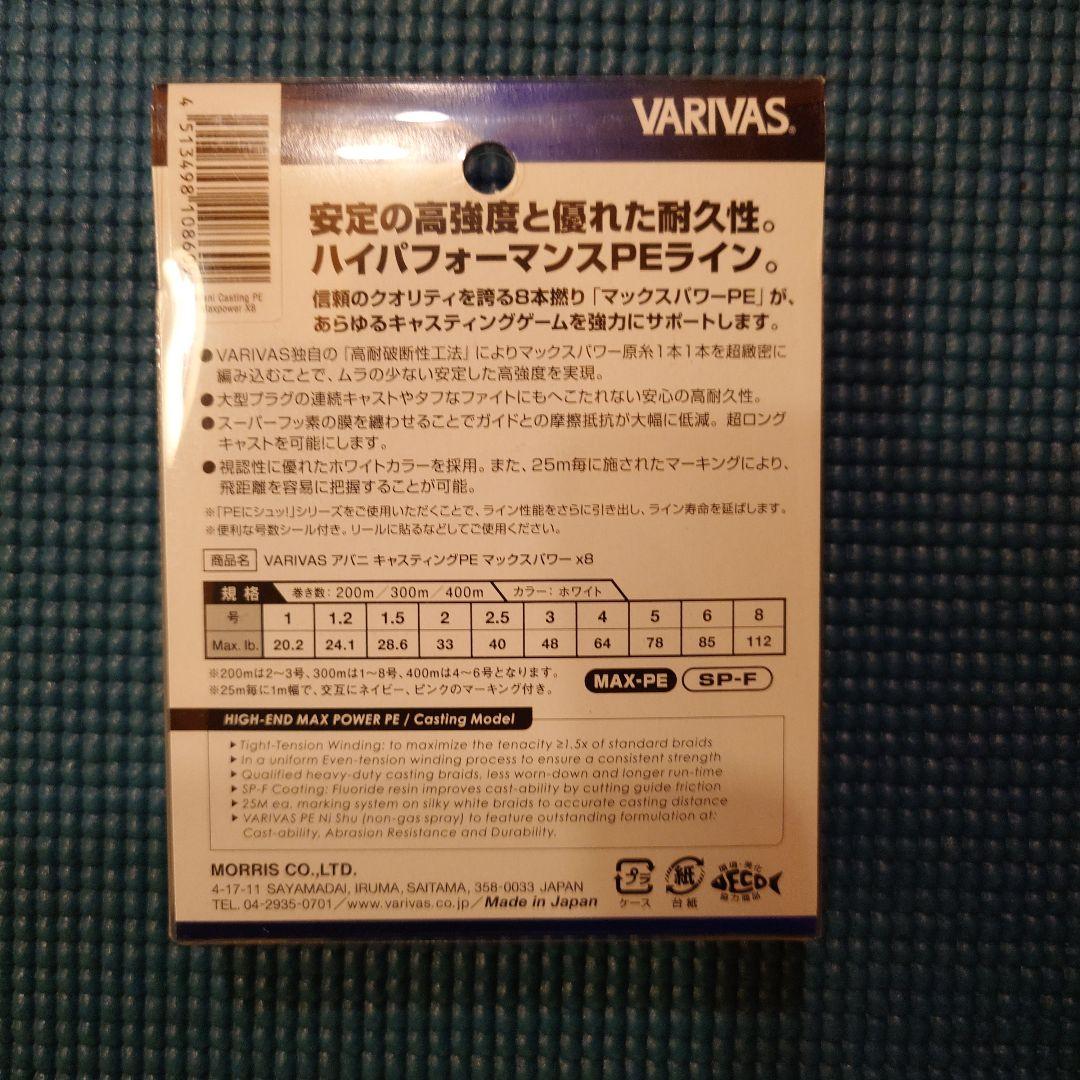 VARIVAS®
4 513498 1086
ani Casting PE
axpower X8
安定の高強度と優れた耐久性。
ハイパフォーマンスPEライン。
信頼のクオリティを誇る8本撚り「マックスパワーPE」が、
あらゆるキャスティングゲームを強力にサポートします。
●VARIVAS独自の「高耐破断性工法」によりマックスパワー原糸1本1本を超緻密に
編み込むことで、ムラの少ない安定した高強度を実現。
●大型プラグの連続キャストやタフなファイトにもへこたれない安心の高耐久性。
●スーパーフッ素の膜を纏わせることでガイドとの摩擦抵抗が大幅に低減。超ロング
キャストを可能にします。
●視認性に優れたホワイトカラーを採用。また、25m毎に施されたマーキングにより、
飛距離を容易に把握することが可能。
※「PEにシュッ!」シリーズをご使用いただくことで、ライン性能をさらに引き出し、ライン寿命を延ばします。
※便利な号数シール付き。リールに貼るなどしてご使用ください。
商品名 VARIVAS アバニ キャスティングPE マックスパワー x8
規格 巻き数：200m／300m／400m カラー：ホワイト
号 1 1.2 1.5 2 2.5 3 4 5 6 8
Max. lb. 20.2 24.1 28.6 33 40 48 64 78 85 112
※200mは2～3号、300mは1～8号、400mは4～6号となります。
※25m毎に1m幅で、交互にネイビー、ピンクのマーキング付き。
MAX-PE SP-F
HIGH-END MAX POWER PE / Casting Model
▶Tight-Tension Winding: to maximize the tenacity ≥1.5x of standard braids
▶In a uniform Even-tension winding process to ensure a consistent strength
▶Qualified heavy-duty casting braids, less worn-down and longer run-time
▶SP-F Coating: Fluoride resin improves cast-ability by cutting guide friction
▶25M ea. marking system on silky white braids to accurate casting distance
▶VARIVAS PE Ni Shu (non-gas spray) to feature outstanding formulation at:
Cast-ability, Abrasion Resistance and Durability.
MORRIS CO.,LTD.
4-17-11 SAYAMADAI, IRUMA, SAITAMA, 358-0033 JAPAN
TEL. 04-2935-0701／www.varivas.co.jp／Made in Japan
プラ
ケース
紙
台紙
環境・美化
ECO
協力商品